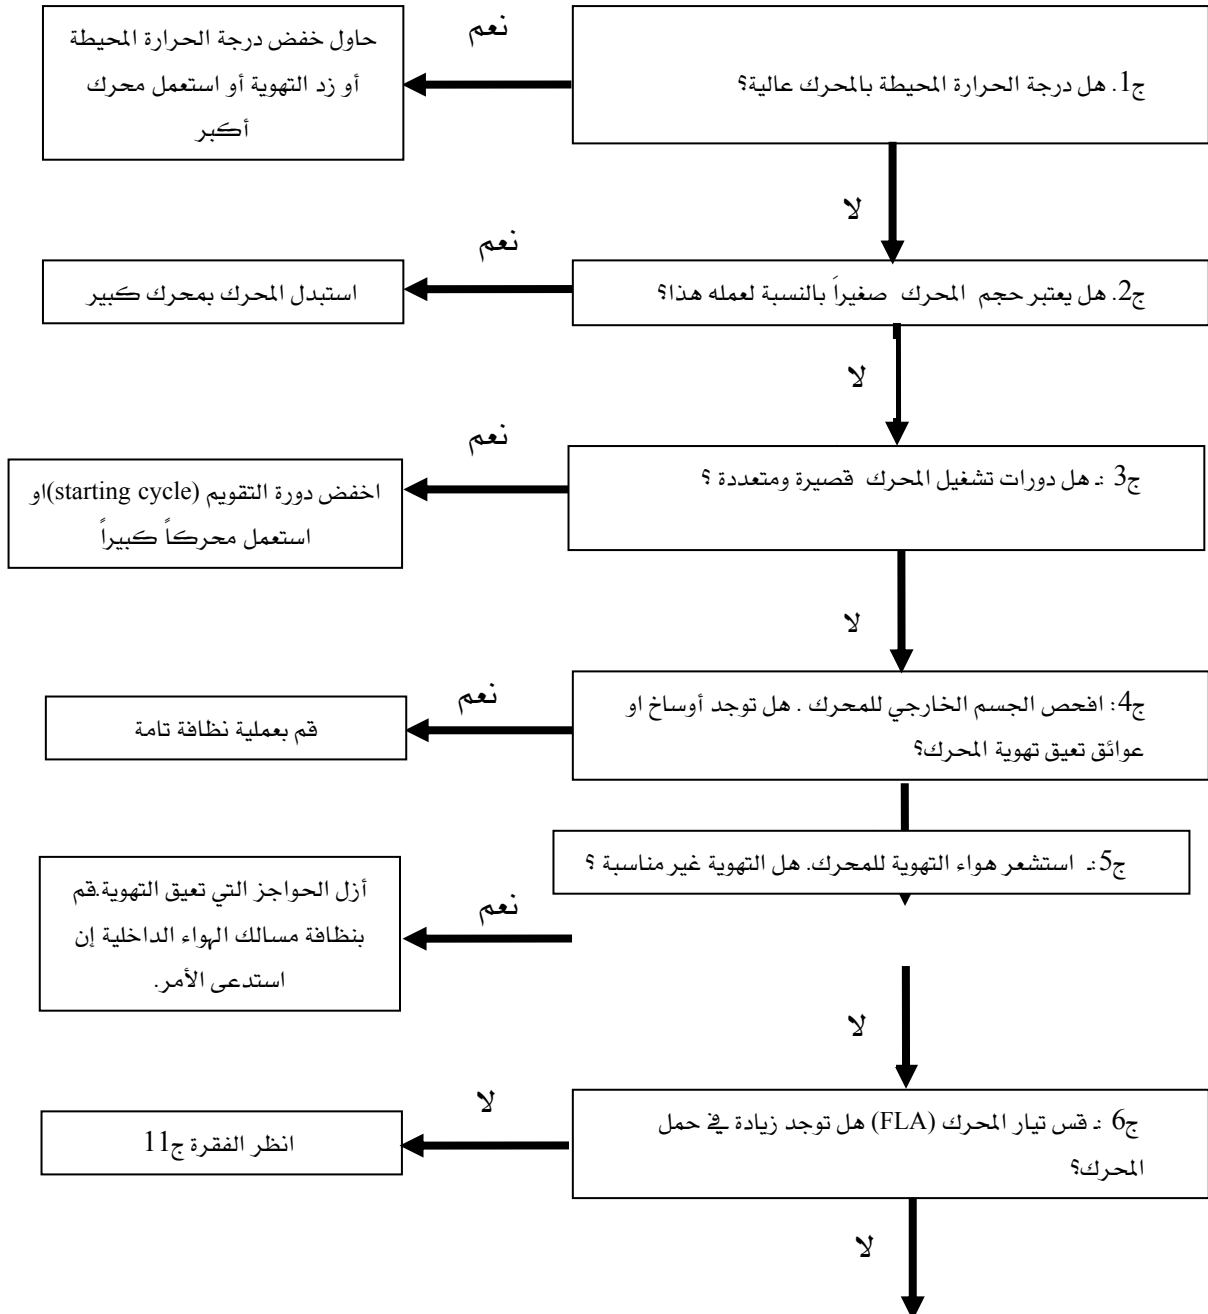 نعم
ج1. هل درجة الحرارة المحيطة بالمحرك عالية؟
حاول خفض درجة الحرارة المحيطة
أو زد التهوية أو استعمل محرك
أكبر
لا
نعم
ج2. هل يعتبر حجم المحرك صغيراَ بالنسبة لعمله هذا؟
استبدل المحرك بمحرك كبير
لا
نعم
ج3 :ـ هل دورات تشغيل المحرك قصيرة ومتعددة ؟
اخفض دورة التقويم (starting cycle)او
استعمل محركاً كبيراً
لا
نعم
ج4: افحص الجسم الخارجي للمحرك . هل توجد أوساخ او
عوائق تعيق تهوية المحرك؟
قم بعملية نظافة تامة
ج5:ـ استشعر هواء التهوية للمحرك. هل التهوية غير مناسبة ؟
نعم
أزل الحواجز التي تعيق التهوية.قم
بنظافة مسالك الهواء الداخلية إن
استدعى الأمر.
لا
لا
ج6 :ـ قس تيار المحرك (FLA) هل توجد زيادة في حمل
المحرك؟
انظر الفقرة ج11
لا